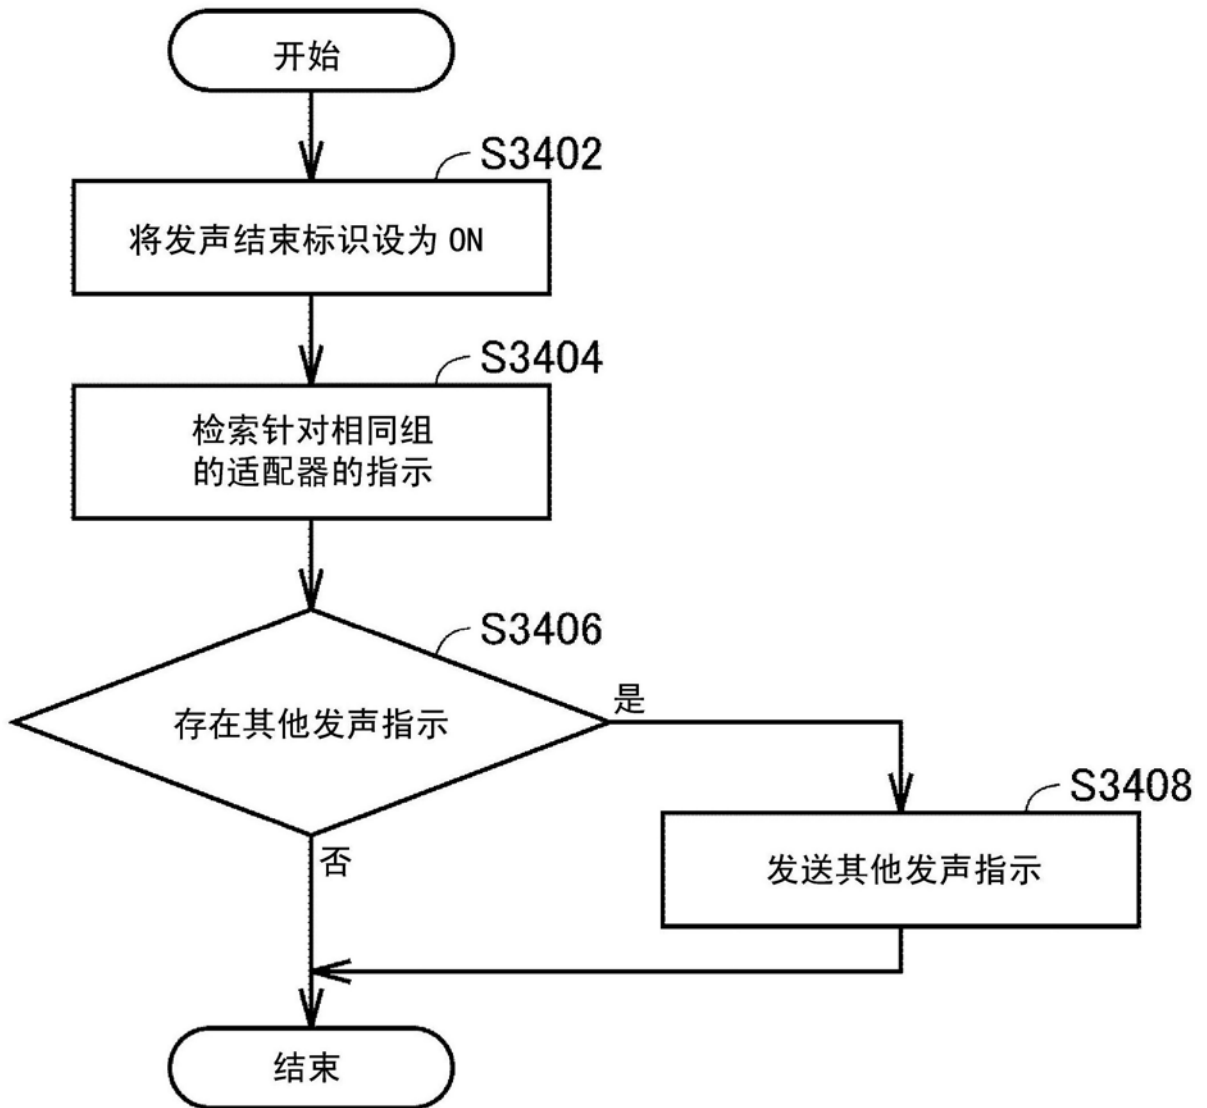 开始
S3402
将发声结束标识设为 ON
S3404
检索针对相同组
的适配器的指示
S3406
存在其他发声指示
是
S3408
否
发送其他发声指示
结束